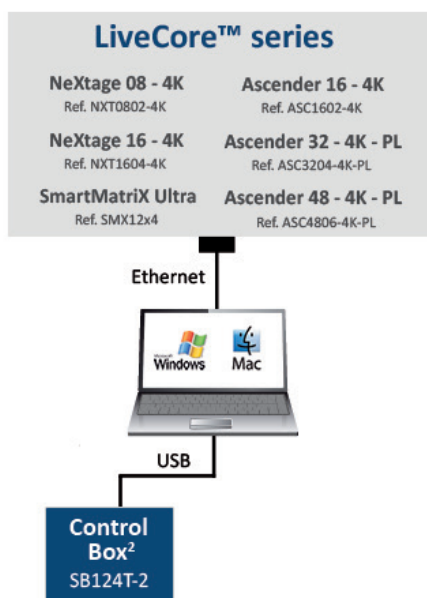 LiveCore™ series
NeXtage 08 - 4K
Ref. NXT0802-4K
Ascender 16 - 4K
Ref. ASC1602-4K
NeXtage 16 - 4K
Ref. NXT1604-4K
Ascender 32 - 4K - PL
Ref. ASC3204-4K-PL
SmartMatriX Ultra
Ref. SMX12x4
Ascender 48 - 4K - PL
Ref. ASC4806-4K-PL
Ethernet
Microsoft
Windows
Mac
USB
Control
Box²
SB124T-2